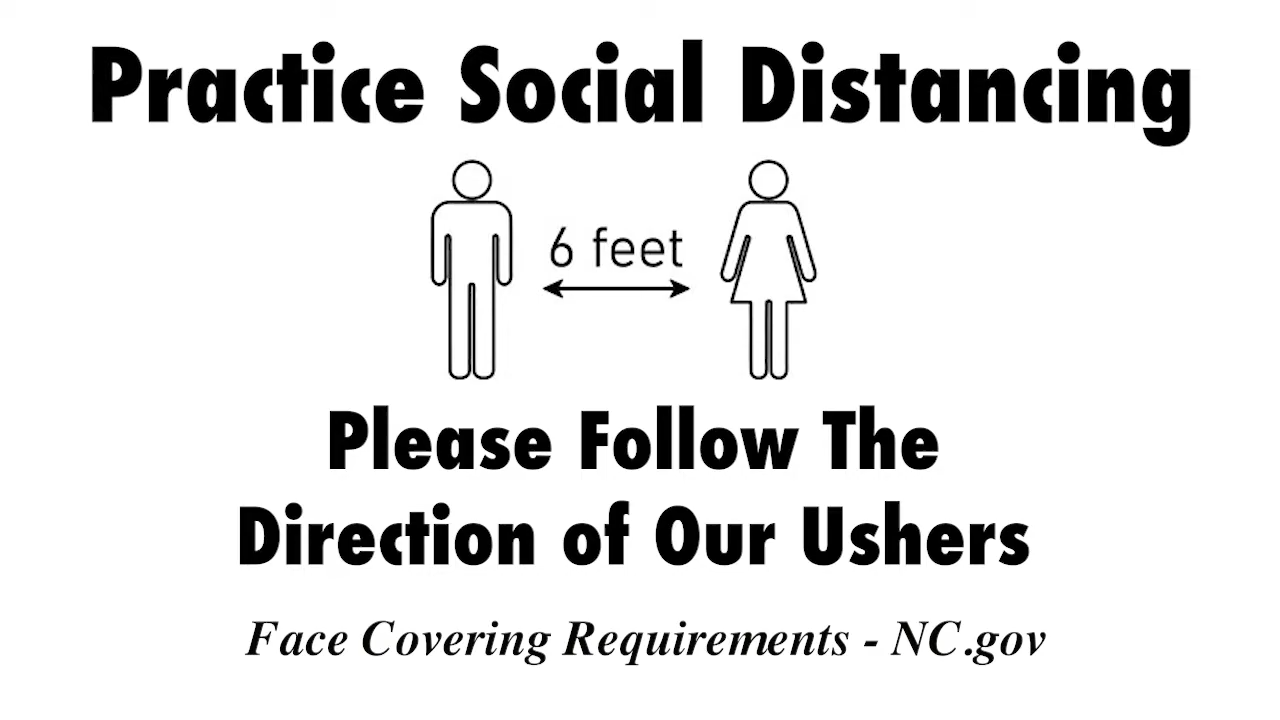 Practice Social Distancing
6 feet
Please Follow The
Direction of Our Ushers
Face Covering Requirements - NC.gov